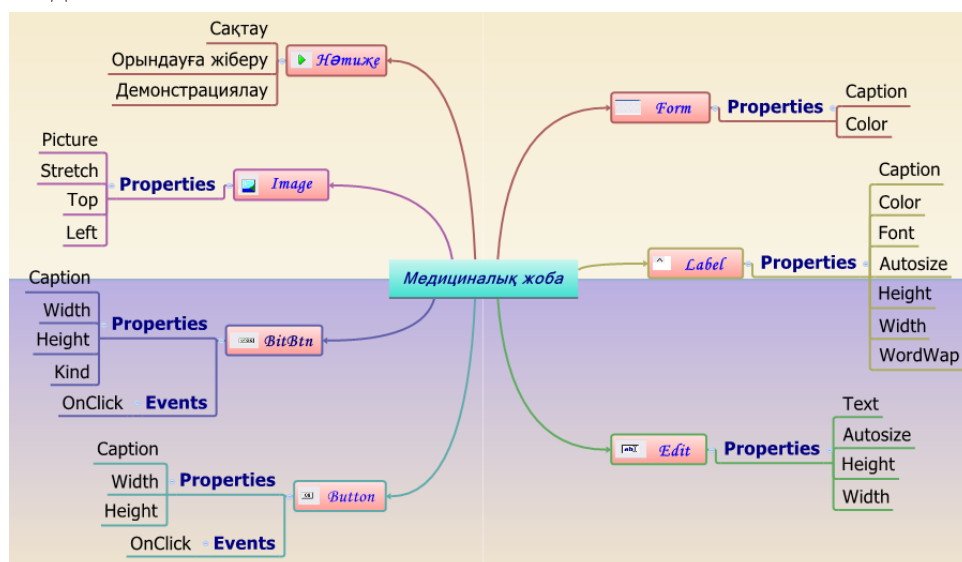 Медициналық жоба
Form
Properties
Caption
Color
Label
Properties
Caption
Color
Font
Autosize
Height
Width
WordWap
Edit
Properties
Text
Autosize
Height
Width
Button
Properties
Caption
Width
Height
Events
OnClick
BitBtn
Properties
Caption
Width
Height
Kind
Events
OnClick
Image
Properties
Picture
Stretch
Top
Left
Нәтиже
Сақтау
Орындауға жіберу
Демонстрациялау